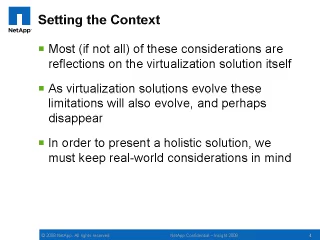 NetApp
Setting the Context
Most (if not all) of these considerations are
reflections on the virtualization solution itself
As virtualization solutions evolve these
limitations will also evolve, and perhaps
disappear
In order to present a holistic solution, we
must keep real-world considerations in mind
NetApp. All rights reserved.
NetApp Confidential - Insight 2009